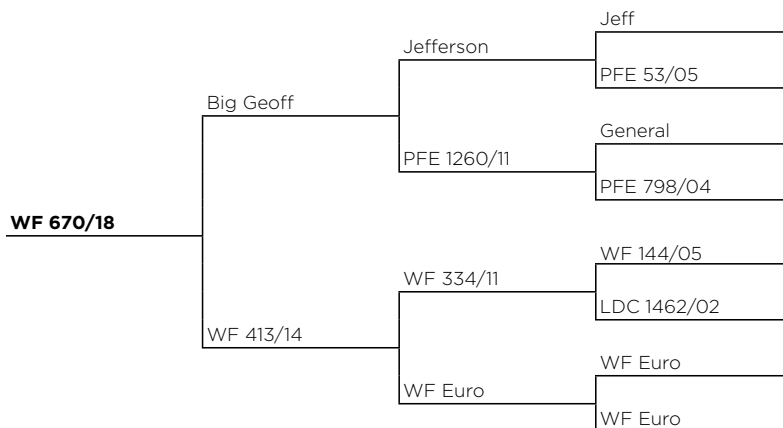 Jeff
Jefferson
PFE 53/05
Big Geoff
General
PFE 1260/11
PFE 798/04
WF 670/18
WF 144/05
WF 334/11
LDC 1462/02
WF 413/14
WF Euro
WF Euro
WF Euro